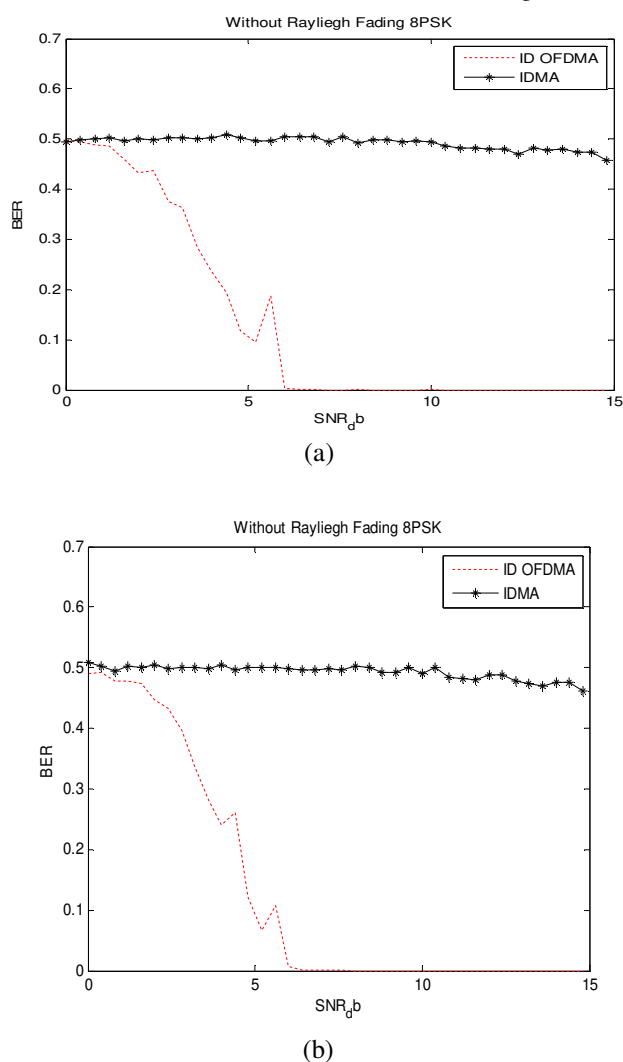 Without Rayliegh Fading 8PSK
0.7
0.6
0.5
0.4
0.3
0.2
0.1
0
BER
ID OFDMA
IDMA
0 5 10 15
SNR_db
(a)
Without Rayliegh Fading 8PSK
0.7
0.6
0.5
0.4
0.3
0.2
0.1
0
BER
ID OFDMA
IDMA
0 5 10 15
SNR_db
(b)